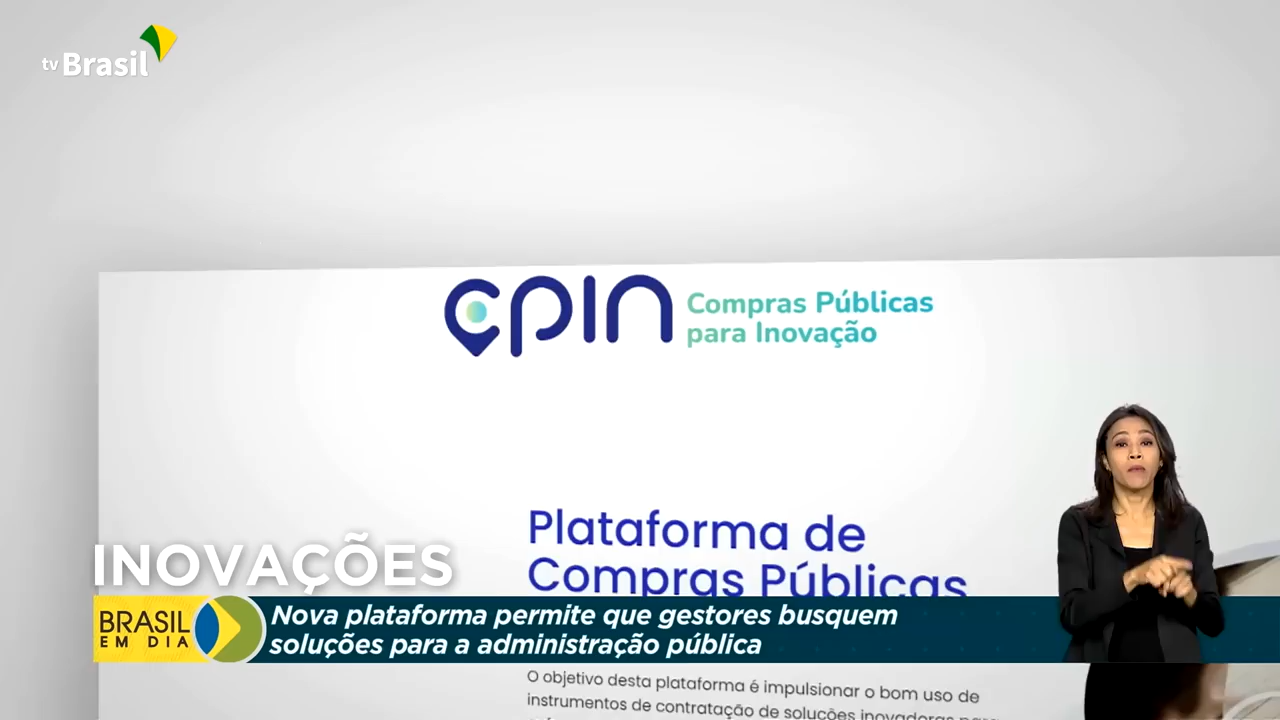 tv Brasil
cpin
Compras Públicas
para Inovação
Plataforma de
Compras Públicas
INOVAÇÕES
BRASIL
EM DIA
Nova plataforma permite que gestores busquem
soluções para a administração pública
O objetivo desta plataforma é impulsionar o bom uso de
instrumentos de contratação de soluções inovadoras para